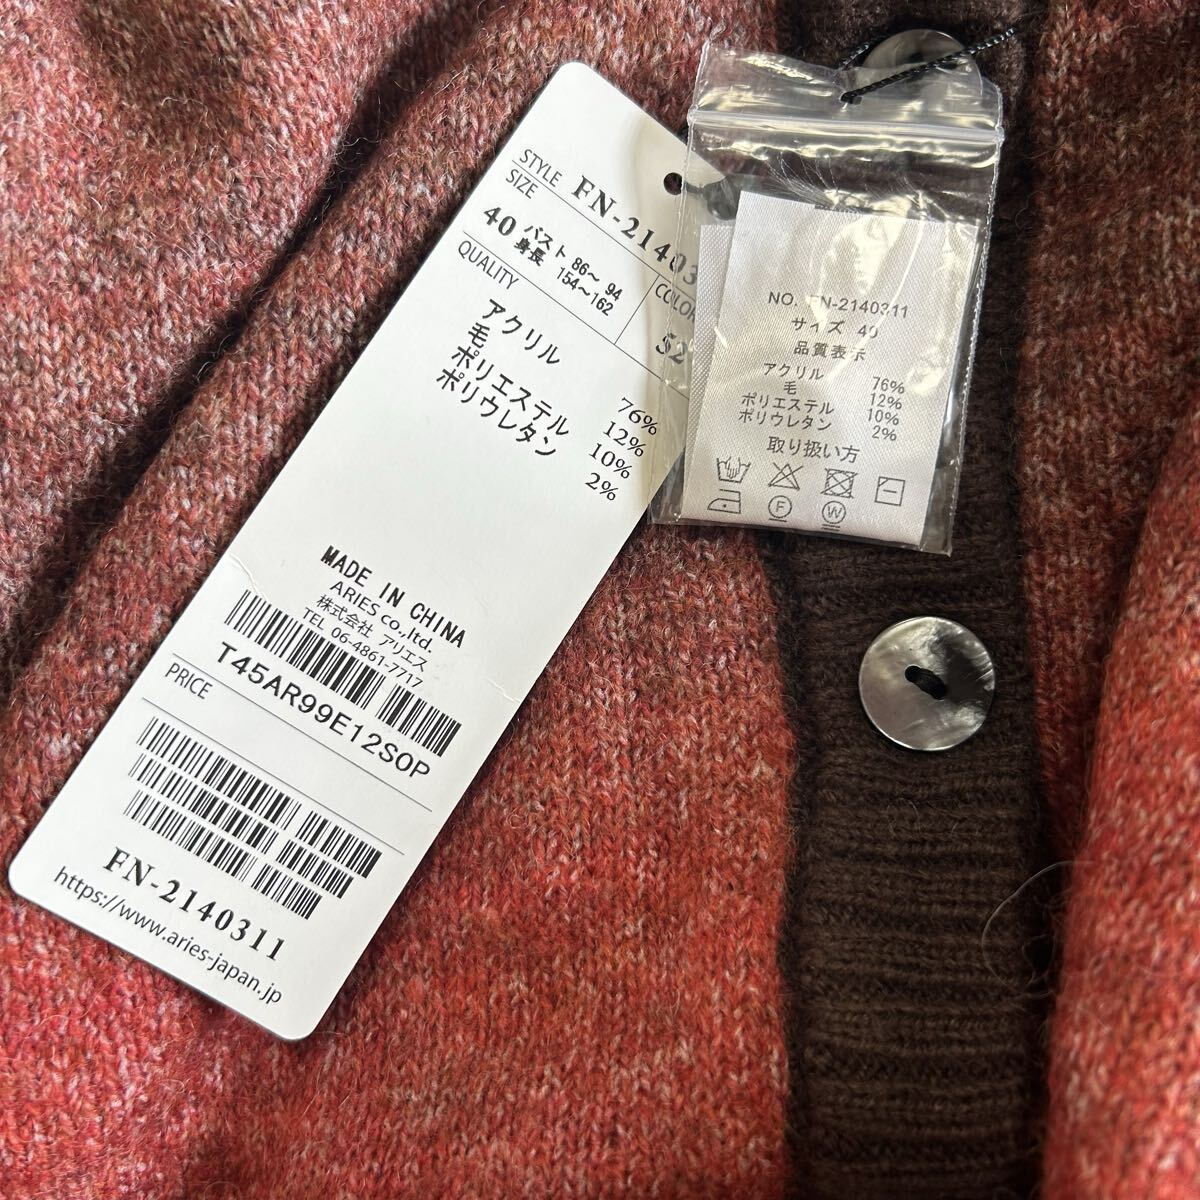 STYLE FN-21403
SIZE
40 バスト 86～94
身長 154～162
COLOR
52
QUALITY
アクリル 76%
毛 12%
ポリエステル 10%
ポリウレタン 2%
MADE IN CHINA
ARIES co.,ltd.
株式会社 アリエス
TEL 06-4861-7717
T45AR99E12S0P
PRICE
FN-2140311
https://www.aries-japan.jp
NO. FN-2140311
サイズ 40
品質表示
アクリル 76%
毛 12%
ポリエステル 10%
ポリウレタン 2%
取り扱い方
F
W